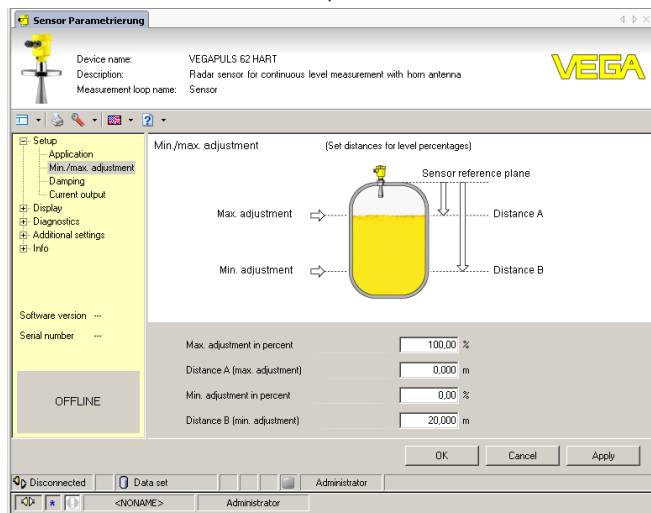 Sensor Parametrierung
Device name: VEGAPULS 62 HART
Description: Radar sensor for continuous level measurement with horn antenna
Measurement loop name: Sensor
VEGA
Setup
Application
Min./max. adjustment
Damping
Current output
Display
Diagnostics
Additional settings
Info
Software version ---
Serial number ---
OFFLINE
Min./max. adjustment (Set distances for level percentages)
Sensor reference plane
Max. adjustment Distance A
Min. adjustment Distance B
Max. adjustment in percent 100,00 %
Distance A (max. adjustment) 0,000 m
Min. adjustment in percent 0,00 %
Distance B (min. adjustment) 20,000 m
OK Cancel Apply
Disconnected Data set Administrator
<NONAME> Administrator